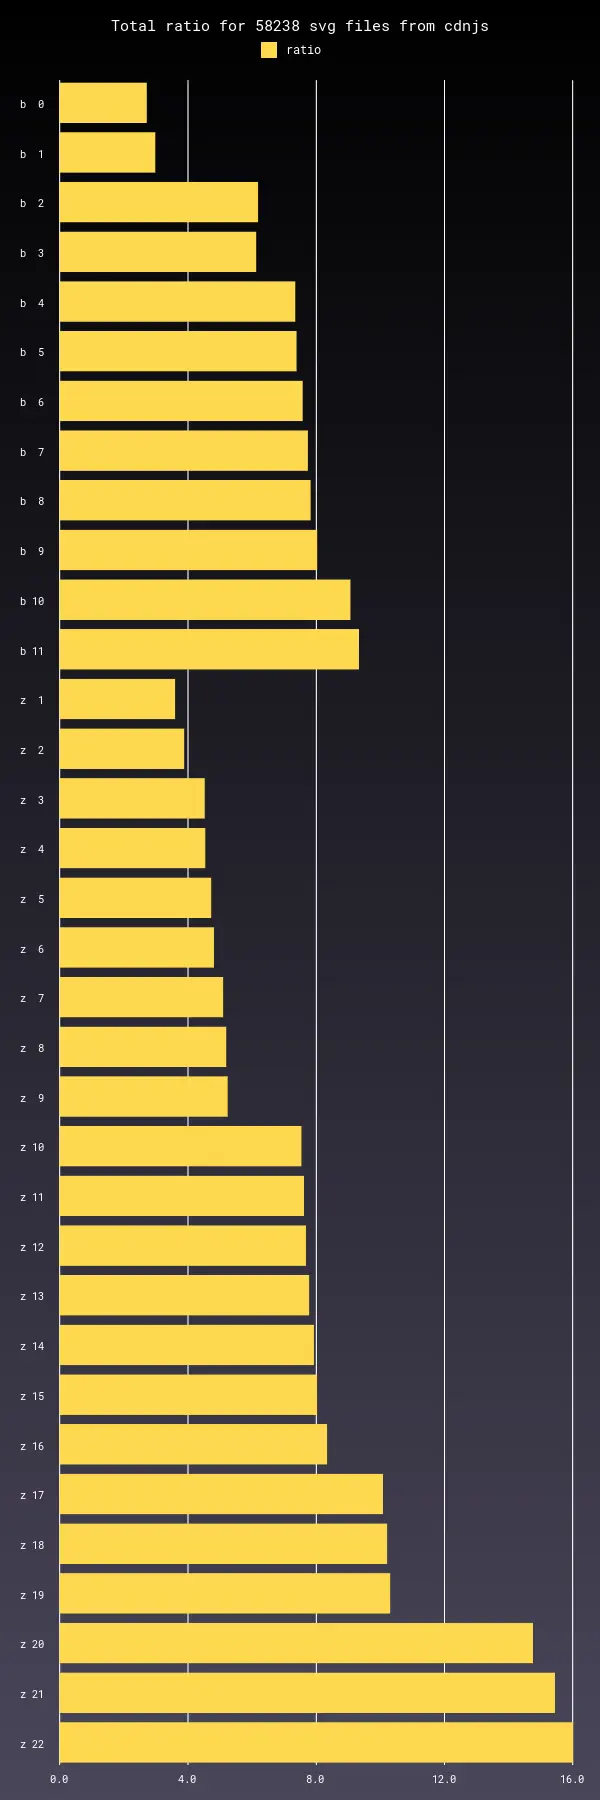 Total ratio for 58238 svg files from cdnjs
ratio
b  0
b  1
b  2
b  3
b  4
b  5
b  6
b  7
b  8
b  9
b 10
b 11
z  1
z  2
z  3
z  4
z  5
z  6
z  7
z  8
z  9
z 10
z 11
z 12
z 13
z 14
z 15
z 16
z 17
z 18
z 19
z 20
z 21
z 22
0.0 4.0 8.0 12.0 16.0